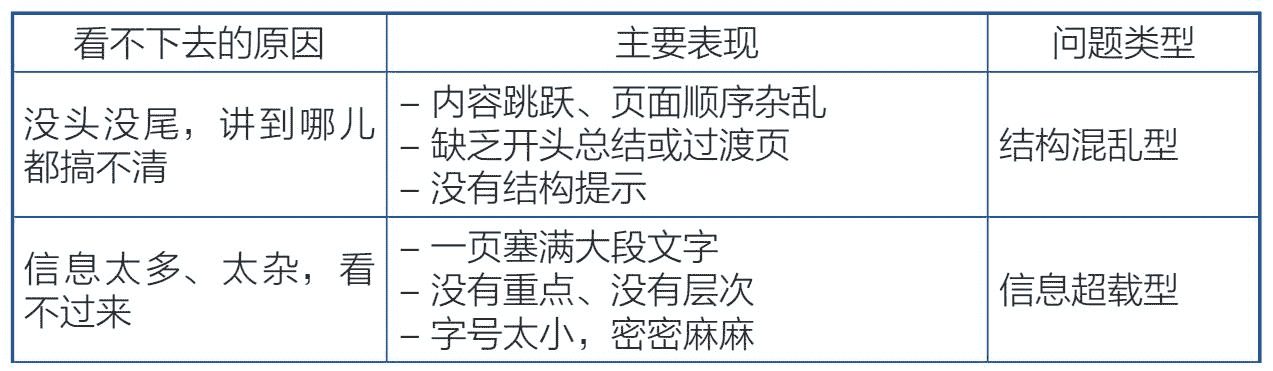 看不下去的原因 主要表现 问题类型
没头没尾，讲到哪儿
都搞不清
– 内容跳跃、页面顺序杂乱
– 缺乏开头总结或过渡页
– 没有结构提示
结构混乱型
信息太多、太杂，看
不过来
– 一页塞满大段文字
– 没有重点、没有层次
– 字号太小，密密麻麻
信息超载型